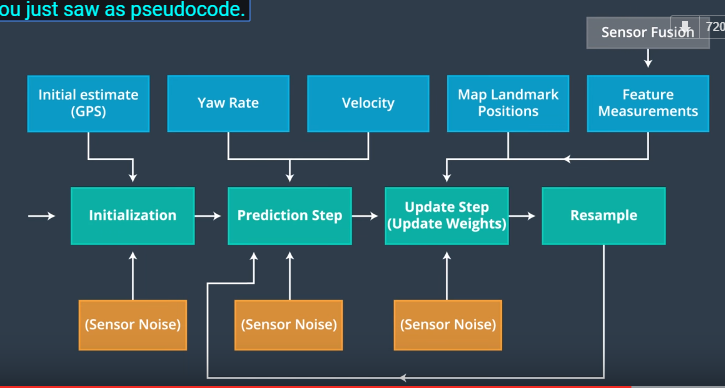 ou just saw as pseudocode.
Sensor Fusion
720
Initial estimate
(GPS)
Yaw Rate
Velocity
Map Landmark
Positions
Feature
Measurements
Initialization
Prediction Step
Update Step
(Update Weights)
Resample
(Sensor Noise)
(Sensor Noise)
(Sensor Noise)